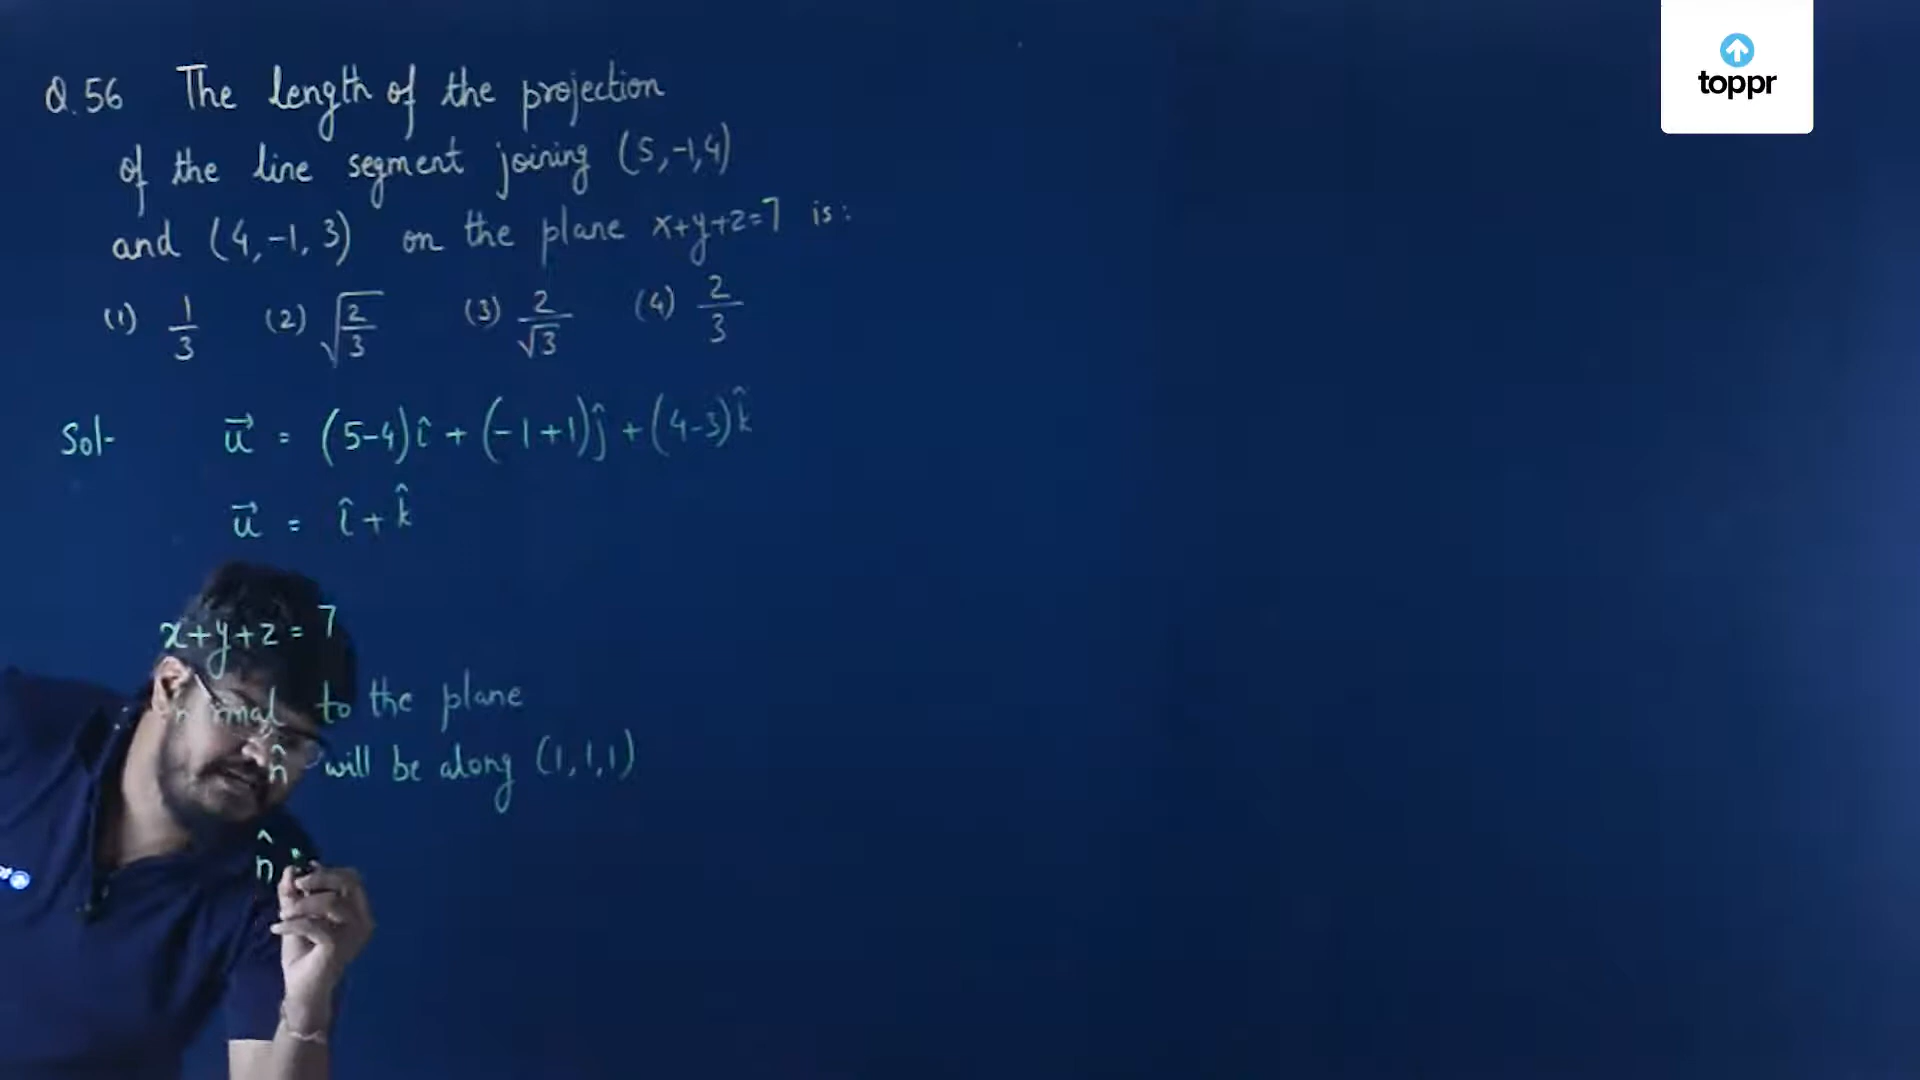 toppr
Q.56 The length of the projection
of the line segment joining (5,-1,4)
and (4,-1, 3) on the plane x+y+z=7 is:
(1) 1/3 (2) √(2/3) (3) 2/√3 (4) 2/3
Sol- u⃗ = (5-4)î + (-1+1)ĵ + (4-3)k̂
u⃗ = î + k̂
x+y+z = 7
normal to the plane
n̂ will be along (1,1,1)
n̂